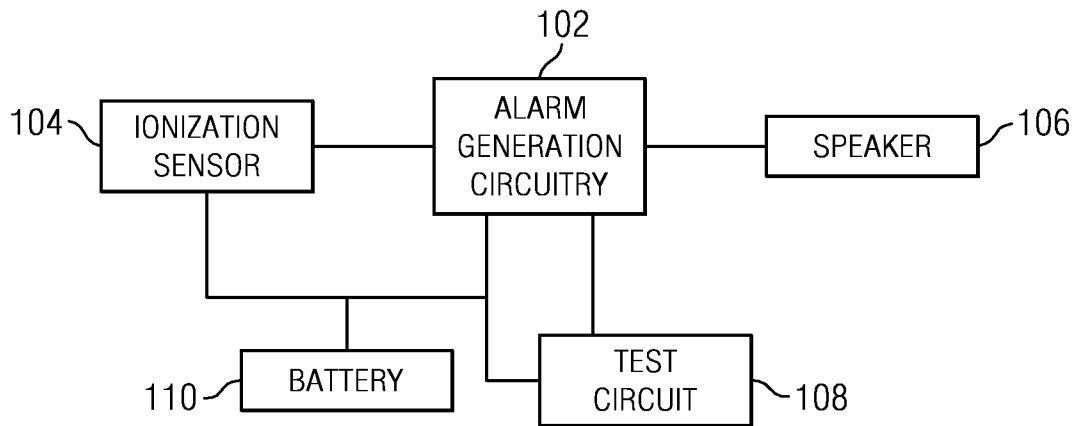 102
104
IONIZATION
SENSOR
ALARM
GENERATION
CIRCUITRY
SPEAKER
106
110
BATTERY
TEST
CIRCUIT
108